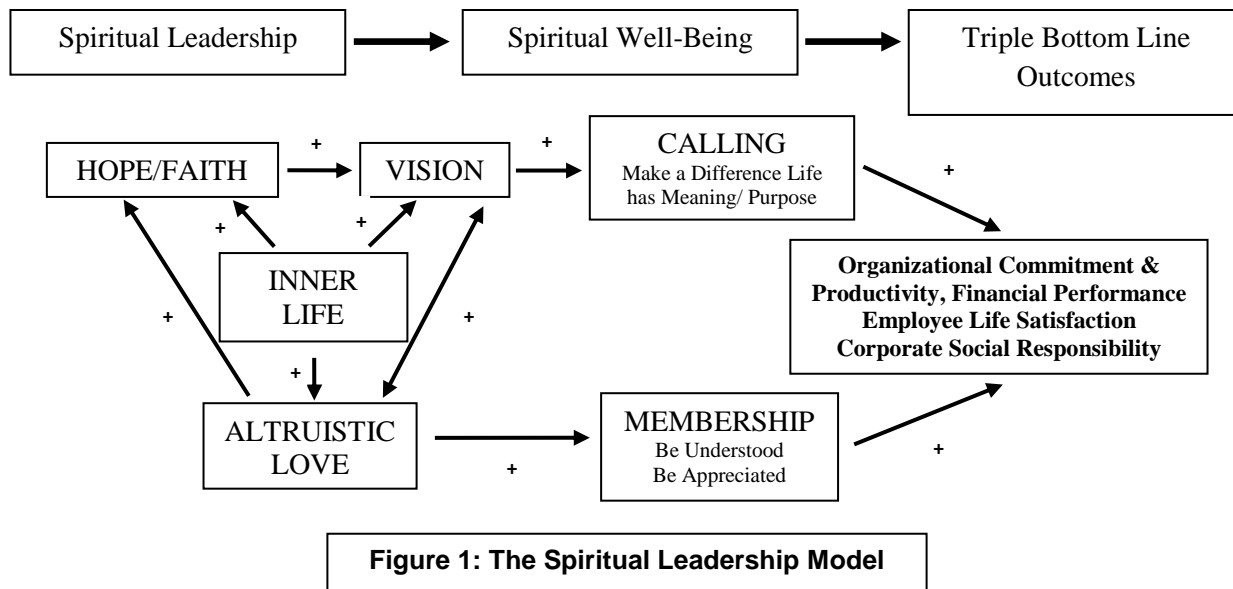 Spiritual Leadership
Spiritual Well-Being
Triple Bottom Line
Outcomes
+
+
HOPE/FAITH
VISION
CALLING
Make a Difference Life
has Meaning/ Purpose
+
+
+
INNER
LIFE
+
+
+
Organizational Commitment &
Productivity, Financial Performance
Employee Life Satisfaction
Corporate Social Responsibility
ALTRUISTIC
LOVE
+
MEMBERSHIP
Be Understood
Be Appreciated
+
Figure 1: The Spiritual Leadership Model